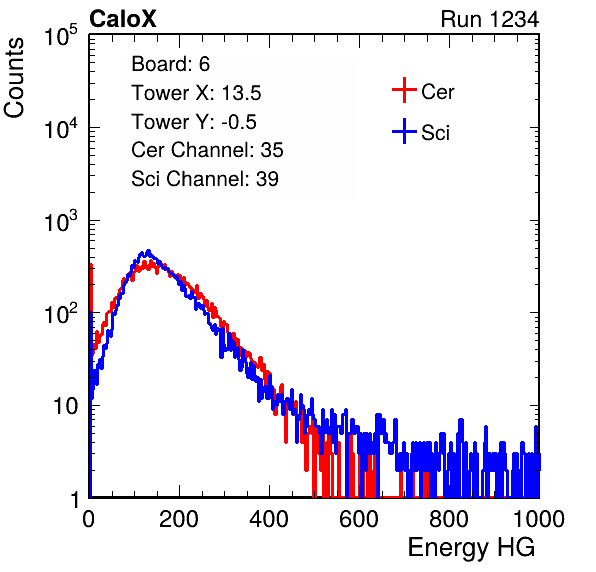 CaloX Run 1234
Counts
10^5
10^4
10^3
10^2
10
1
Board: 6
Tower X: 13.5
Tower Y: -0.5
Cer Channel: 35
Sci Channel: 39
Cer
Sci
0 200 400 600 800 1000
Energy HG